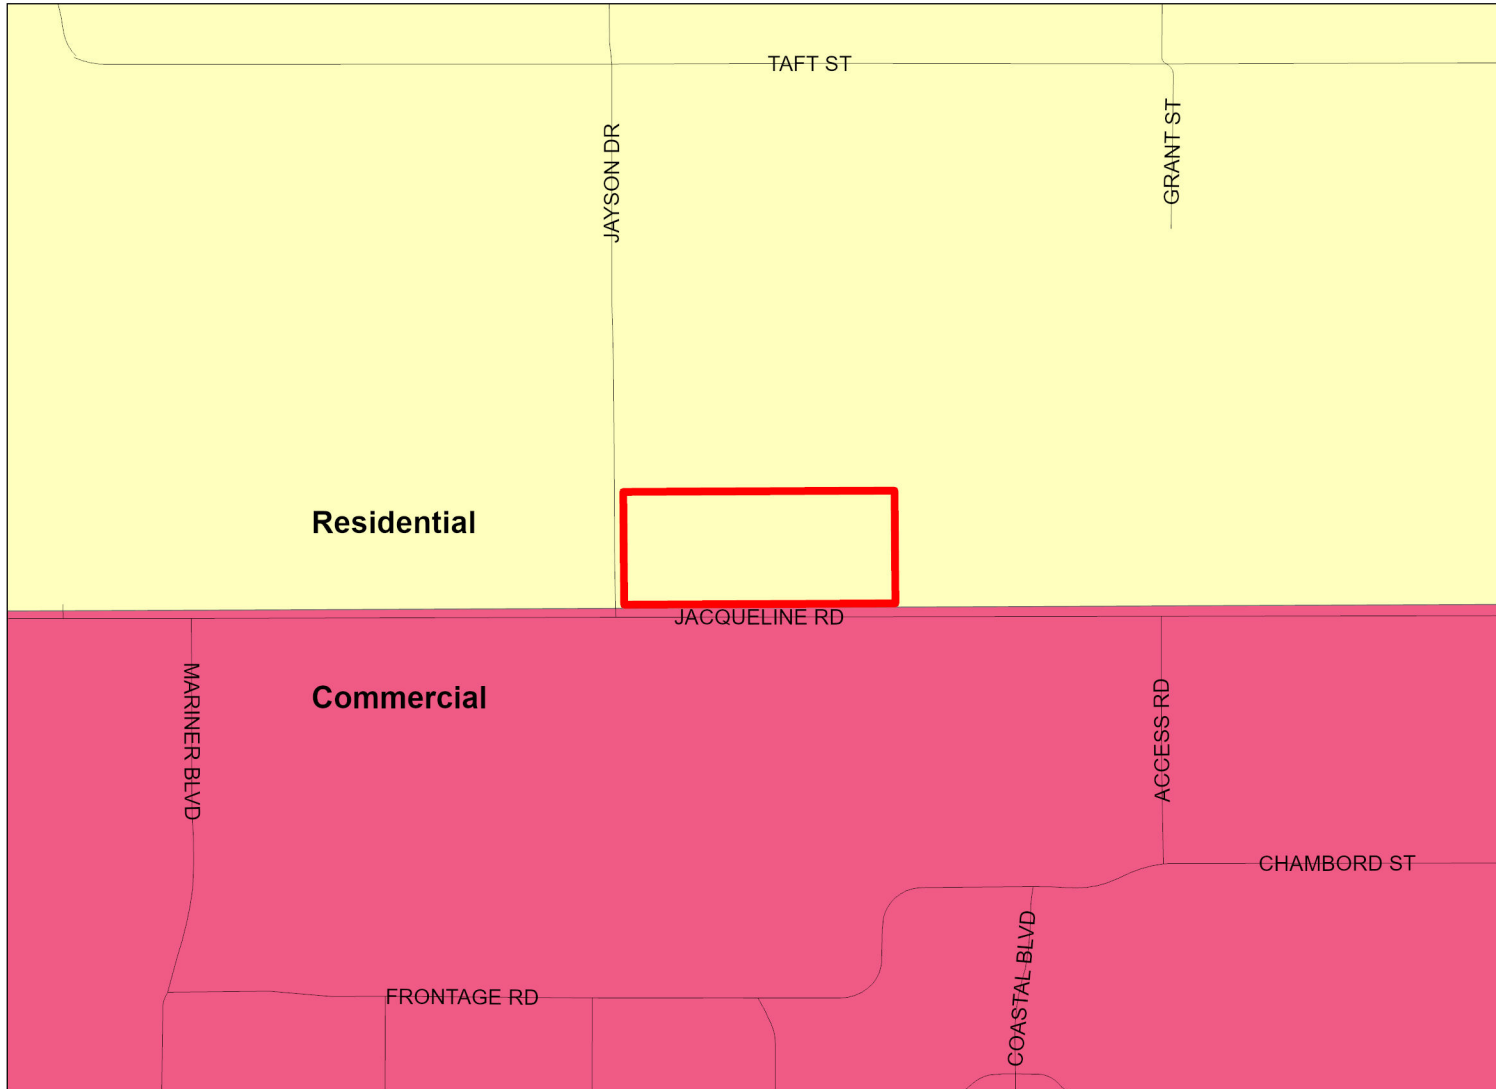 TAFT ST
JAYSON DR
GRANT ST
Residential
JACQUELINE RD
MARINER BLVD
Commercial
ACCESS RD
CHAMBORD ST
COASTAL BLVD
FRONTAGE RD